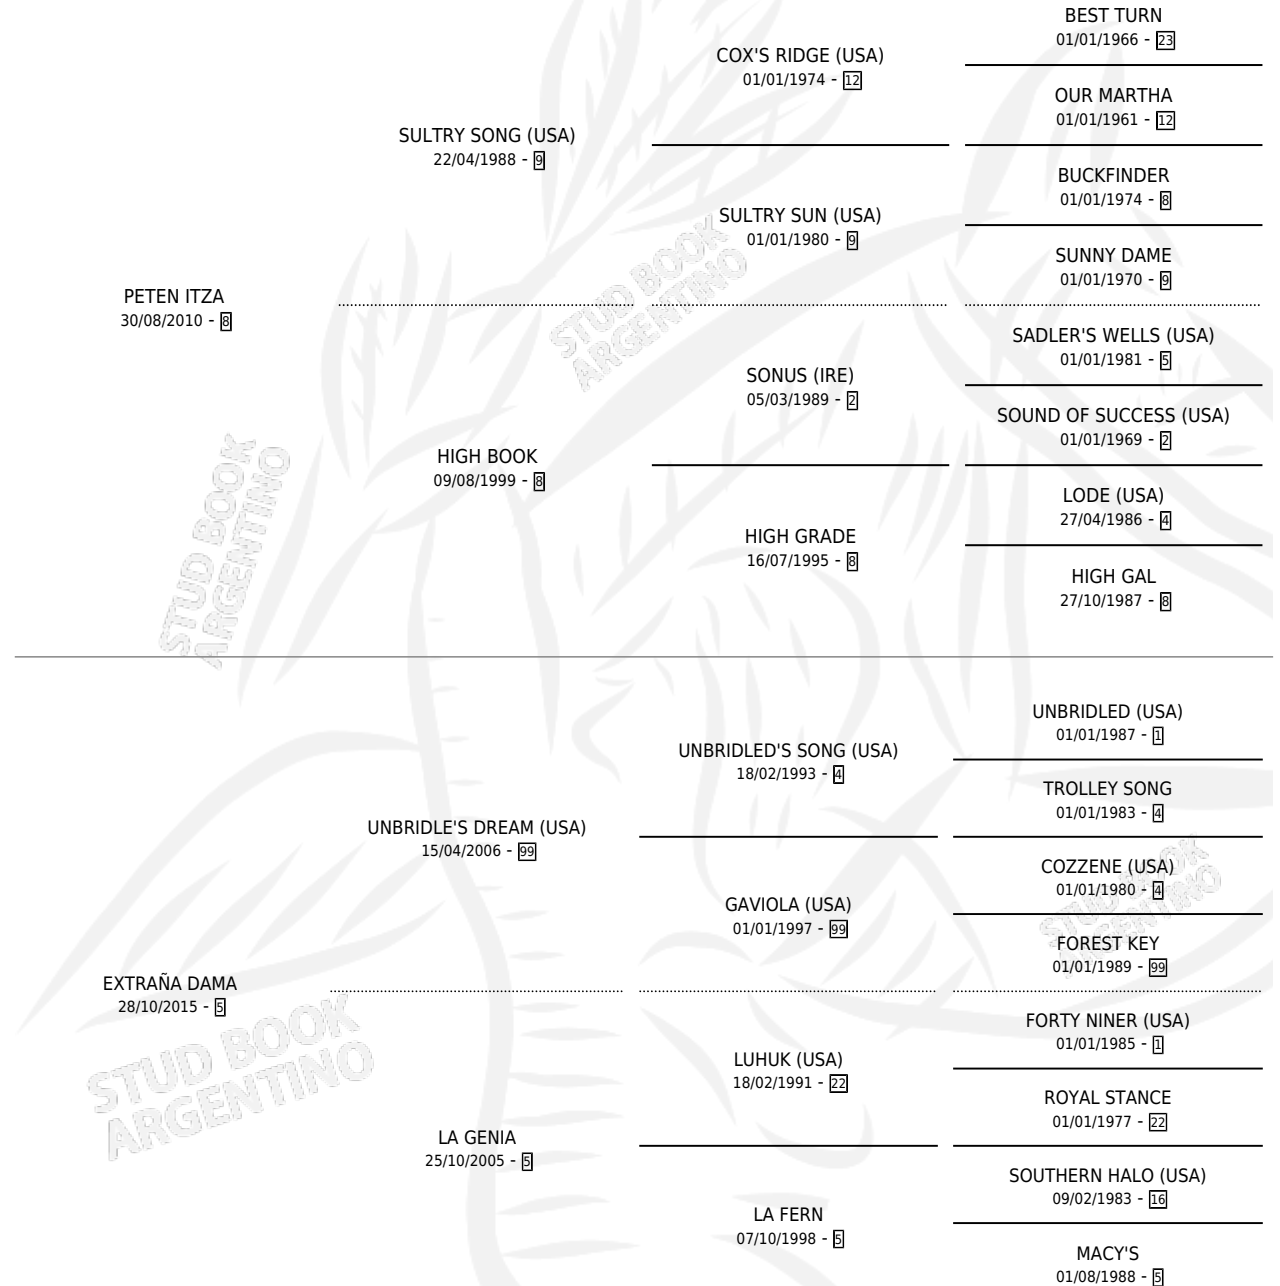 BEST TURN
01/01/1966 - 23
COX'S RIDGE (USA)
01/01/1974 - 12
OUR MARTHA
01/01/1961 - 12
SULTRY SONG (USA)
22/04/1988 - 9
BUCKFINDER
01/01/1974 - 8
SULTRY SUN (USA)
01/01/1980 - 9
SUNNY DAME
01/01/1970 - 9
PETEN ITZA
30/08/2010 - 8
SADLER'S WELLS (USA)
01/01/1981 - 5
SONUS (IRE)
05/03/1989 - 2
SOUND OF SUCCESS (USA)
01/01/1969 - 2
HIGH BOOK
09/08/1999 - 8
LODE (USA)
27/04/1986 - 4
HIGH GRADE
16/07/1995 - 8
HIGH GAL
27/10/1987 - 8
STUD BOOK
ARGENTINO
STUD BOOK
ARGENTINO
UNBRIDLED (USA)
01/01/1987 - 1
UNBRIDLED'S SONG (USA)
18/02/1993 - 4
TROLLEY SONG
01/01/1983 - 4
UNBRIDLE'S DREAM (USA)
15/04/2006 - 99
COZZENE (USA)
01/01/1980 - 4
GAVIOLA (USA)
01/01/1997 - 99
FOREST KEY
01/01/1989 - 99
EXTRAÑA DAMA
28/10/2015 - 5
FORTY NINER (USA)
01/01/1985 - 1
LUHUK (USA)
18/02/1991 - 22
ROYAL STANCE
01/01/1977 - 22
LA GENIA
25/10/2005 - 5
SOUTHERN HALO (USA)
09/02/1983 - 16
LA FERN
07/10/1998 - 5
MACY'S
01/08/1988 - 5
STUD BOOK
ARGENTINO
STUD BOOK
ARGENTINO